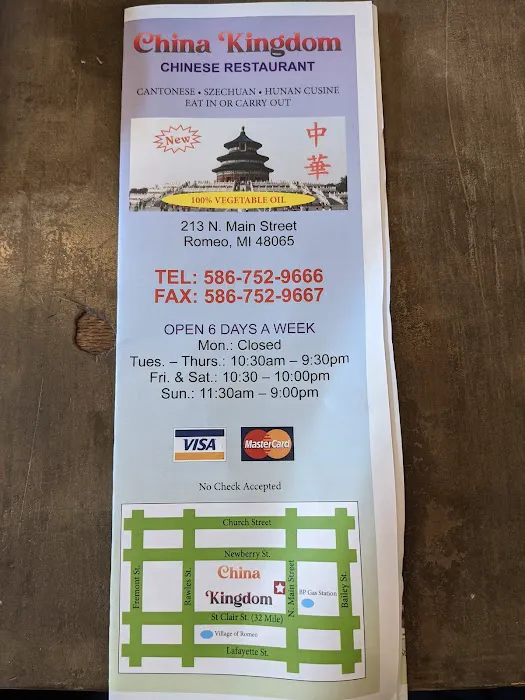 China Kingdom
CHINESE RESTAURANT
CANTONESE • SZECHUAN • HUNAN CUSINE
EAT IN OR CARRY OUT
New
中
華
100% VEGETABLE OIL
213 N. Main Street
Romeo, MI 48065
TEL: 586-752-9666
FAX: 586-752-9667
OPEN 6 DAYS A WEEK
Mon.: Closed
Tues. – Thurs.: 10:30am – 9:30pm
Fri. & Sat.: 10:30 – 10:00pm
Sun.: 11:30am – 9:00pm
VISA
MasterCard
No Check Accepted
Church Street
Newberry St.
Fremont St.
Rawles St.
China
Kingdom
N. Main Street
BP Gas Station
Bailey St.
St Clair St. (32 Mile)
Village of Romeo
Lafayette St.